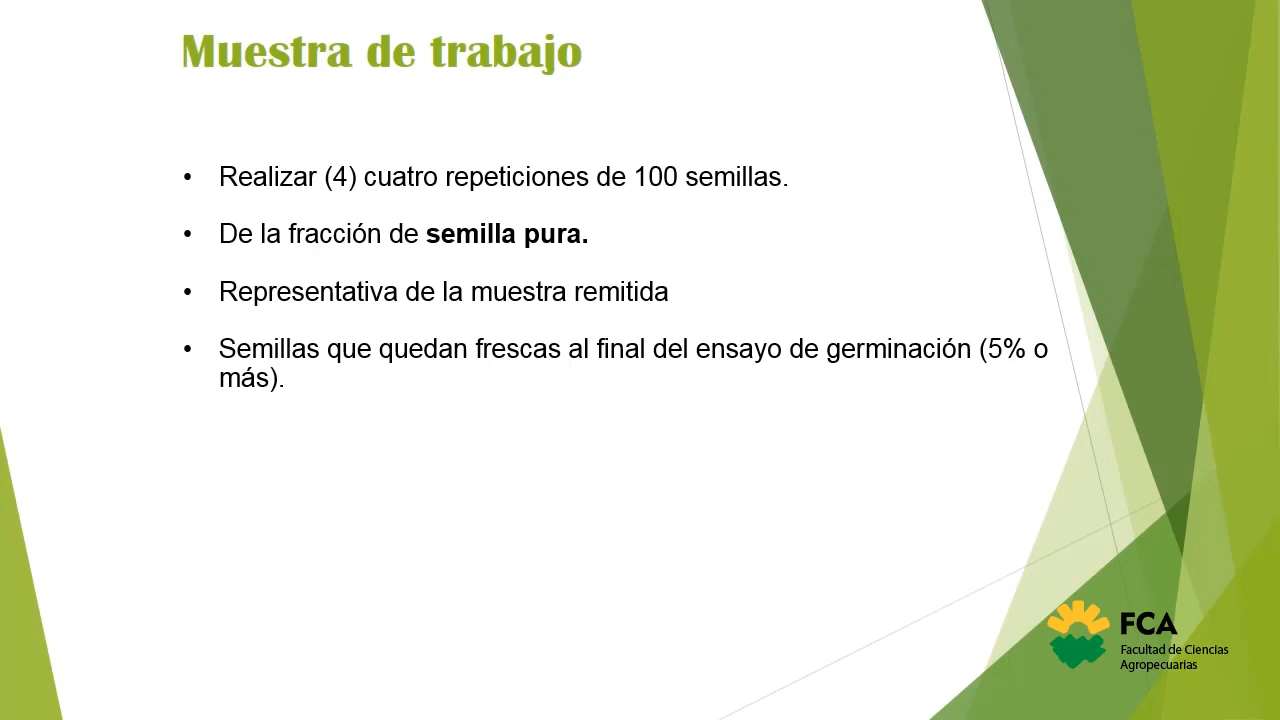 Muestra de trabajo
• Realizar (4) cuatro repeticiones de 100 semillas.
• De la fracción de semilla pura.
• Representativa de la muestra remitida
• Semillas que quedan frescas al final del ensayo de germinación (5% o
más).
FCA
Facultad de Ciencias
Agropecuarias